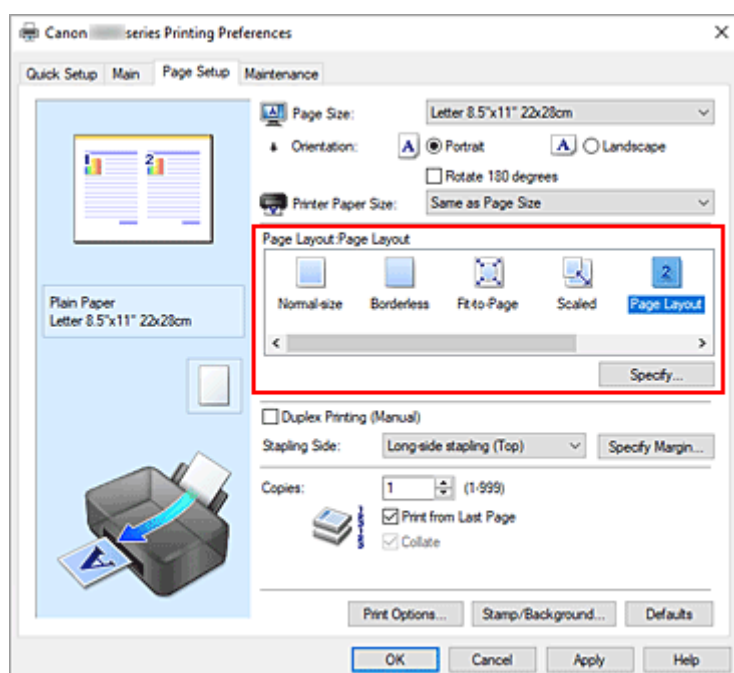 Canon series Printing Preferences
Quick Setup Main Page Setup Maintenance
Page Size: Letter 8.5"x11" 22x28cm
Orientation: A Portrait A Landscape
Rotate 180 degrees
Printer Paper Size: Same as Page Size
1 2
Page Layout:Page Layout
2
Normal-size Borderless Fit-to-Page Scaled Page Layout
Plain Paper
Letter 8.5"x11" 22x28cm
Specify...
Duplex Printing (Manual)
Stapling Side: Long-side stapling (Top) Specify Margin...
Copies: 1 (1-999)
Print from Last Page
Collate
A
Print Options... Stamp/Background... Defaults
OK Cancel Apply Help